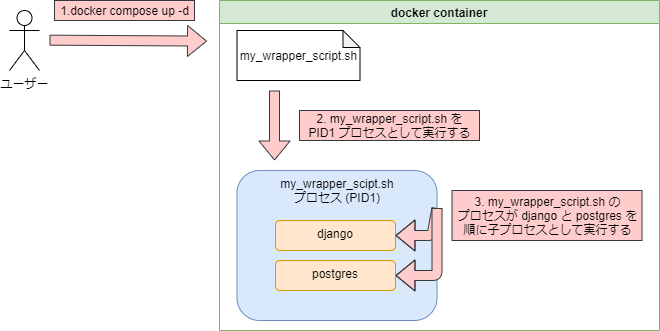 1.docker compose up -d
docker container
ユーザー
my_wrapper_script.sh
2. my_wrapper_script.sh を
PID1 プロセスとして実行する
my_wrapper_scipt.sh
プロセス (PID1)
django
postgres
3. my_wrapper_script.sh の
プロセスが django と postgres を
順に子プロセスとして実行する